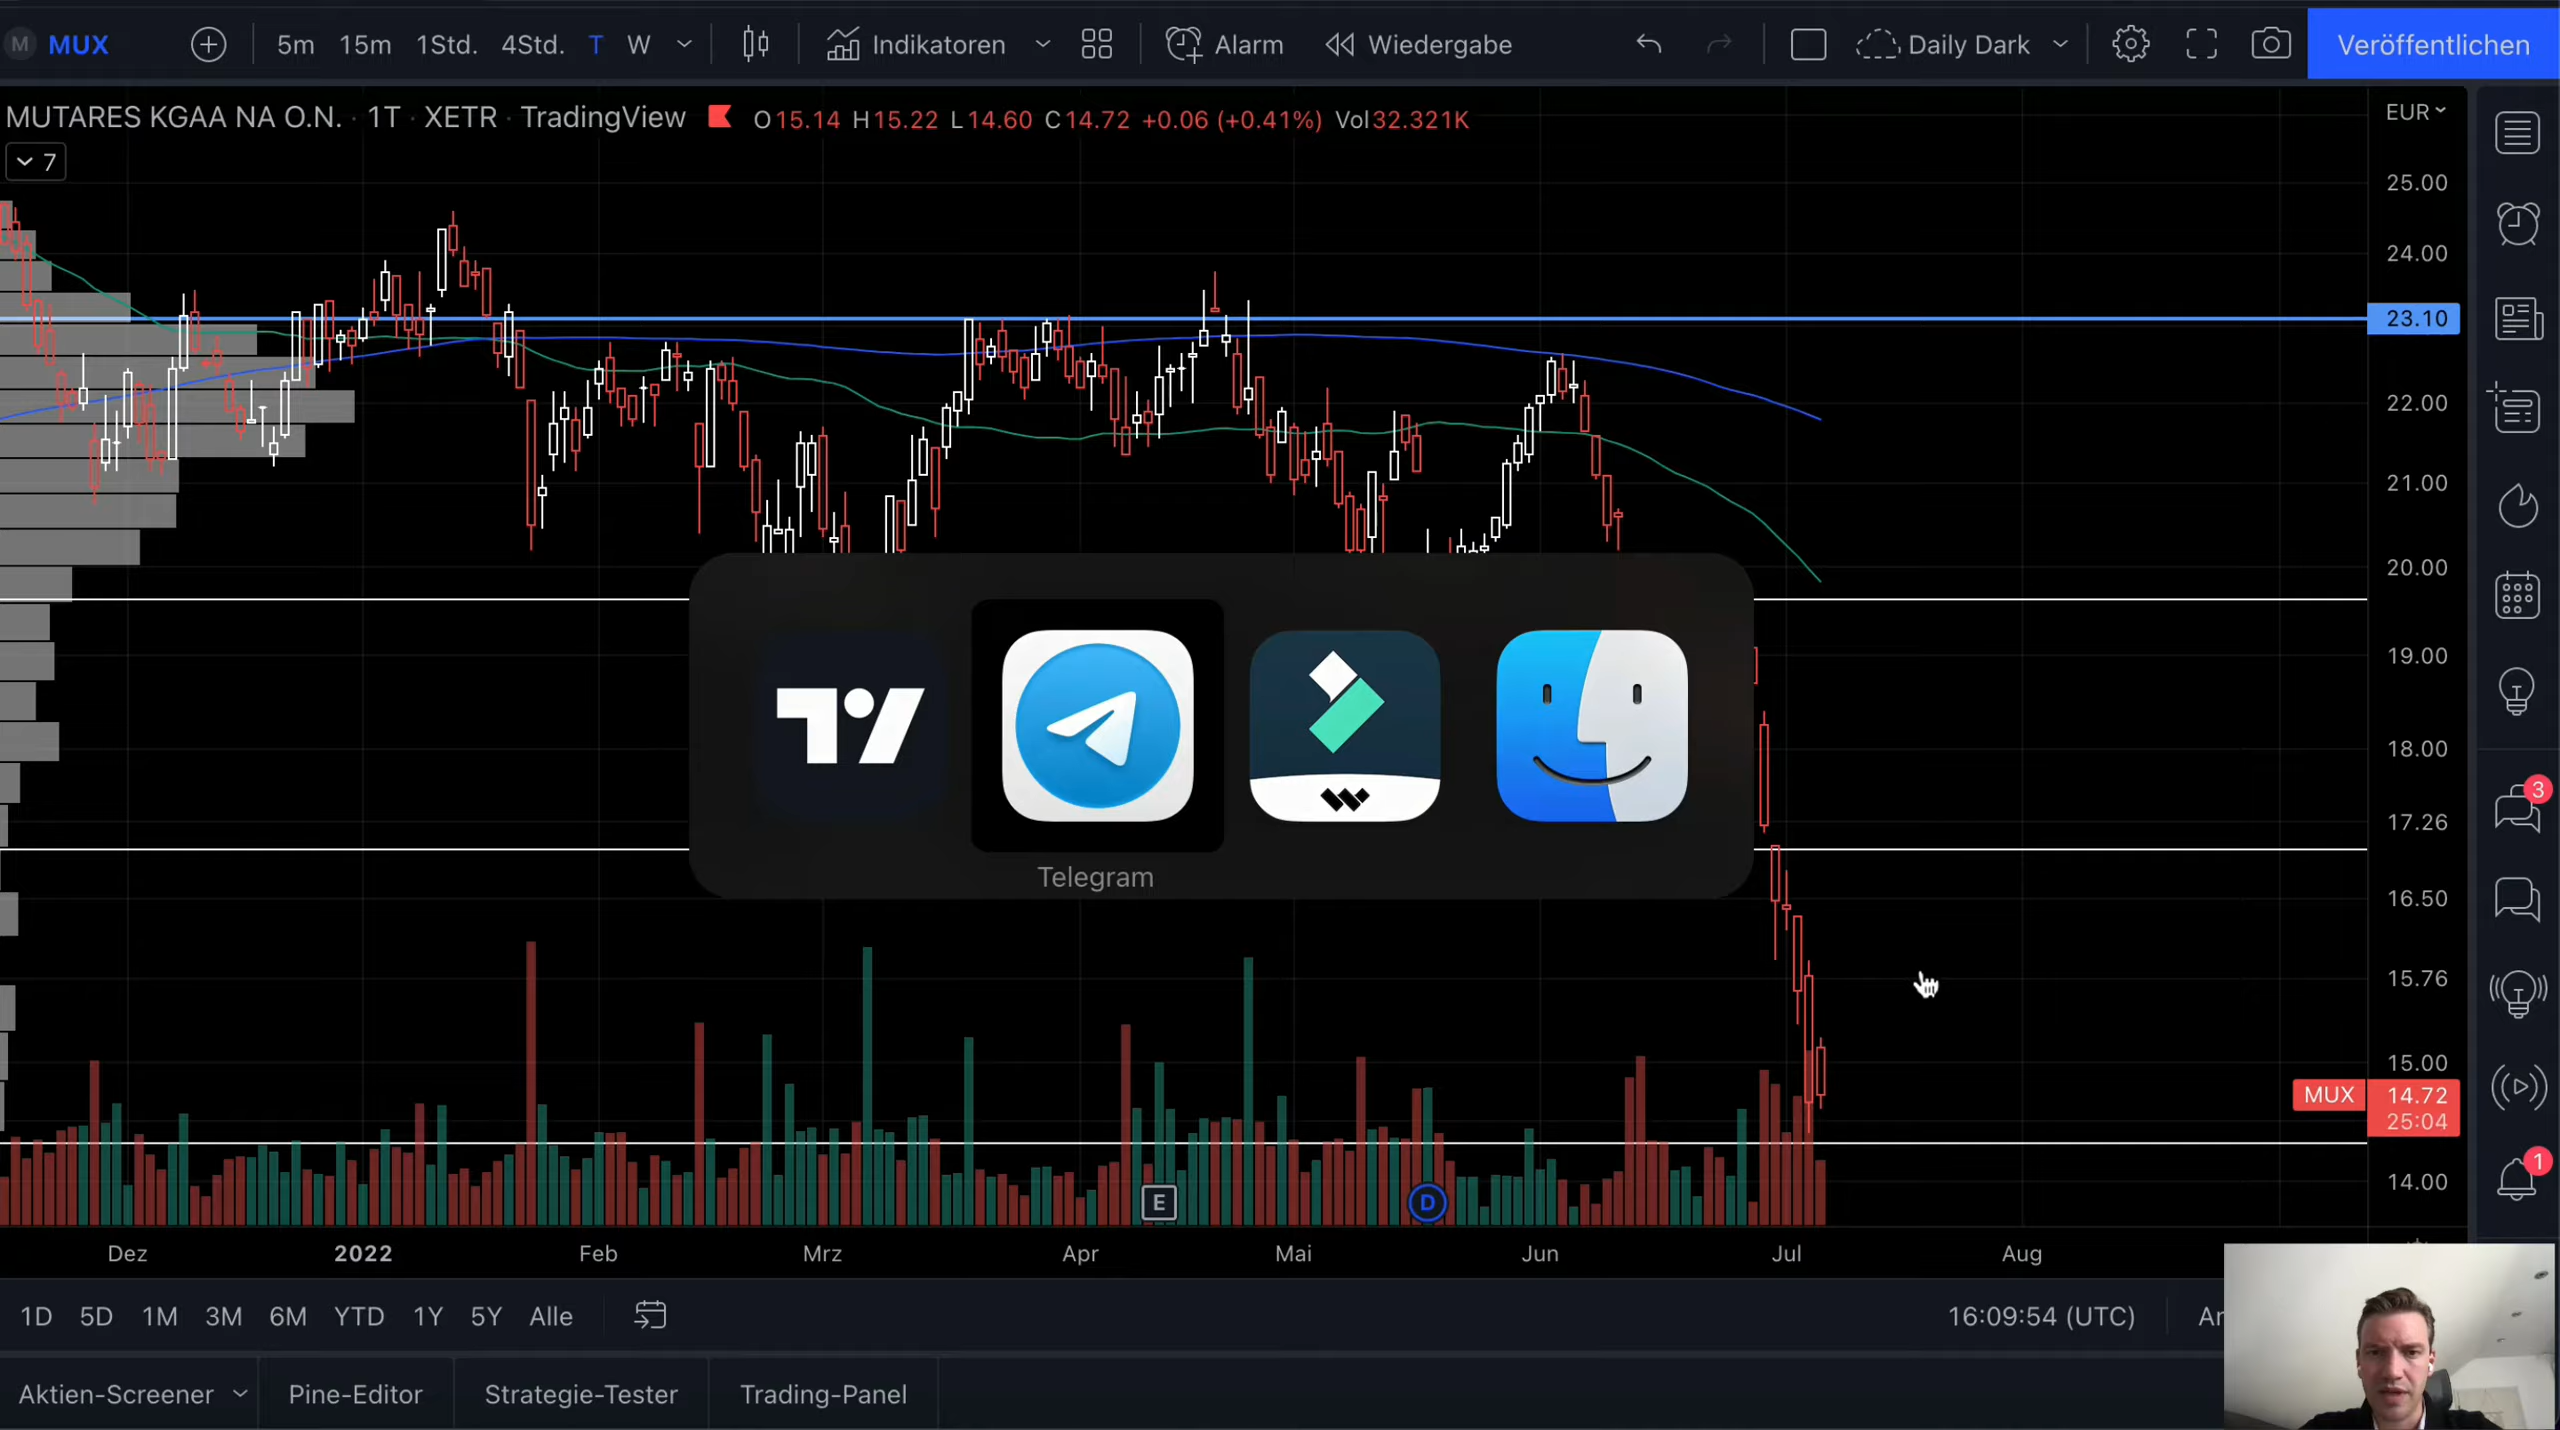 M MUX 5m 15m 1Std. 4Std. T W Indikatoren Alarm Wiedergabe Daily Dark Veröffentlichen
MUTARES KGAA NA O.N. · 1T · XETR · TradingView O15.14 H15.22 L14.60 C14.72 +0.06 (+0.41%) Vol32.321K
EUR
7
25.00
24.00
23.10
22.00
21.00
20.00
19.00
18.00
3
17.26
Telegram
16.50
15.76
15.00
MUX 14.72
25:04
1
14.00
E
D
Dez 2022 Feb Mrz Apr Mai Jun Jul Aug
1D 5D 1M 3M 6M YTD 1Y 5Y Alle 16:09:54 (UTC)
Aktien-Screener Pine-Editor Strategie-Tester Trading-Panel